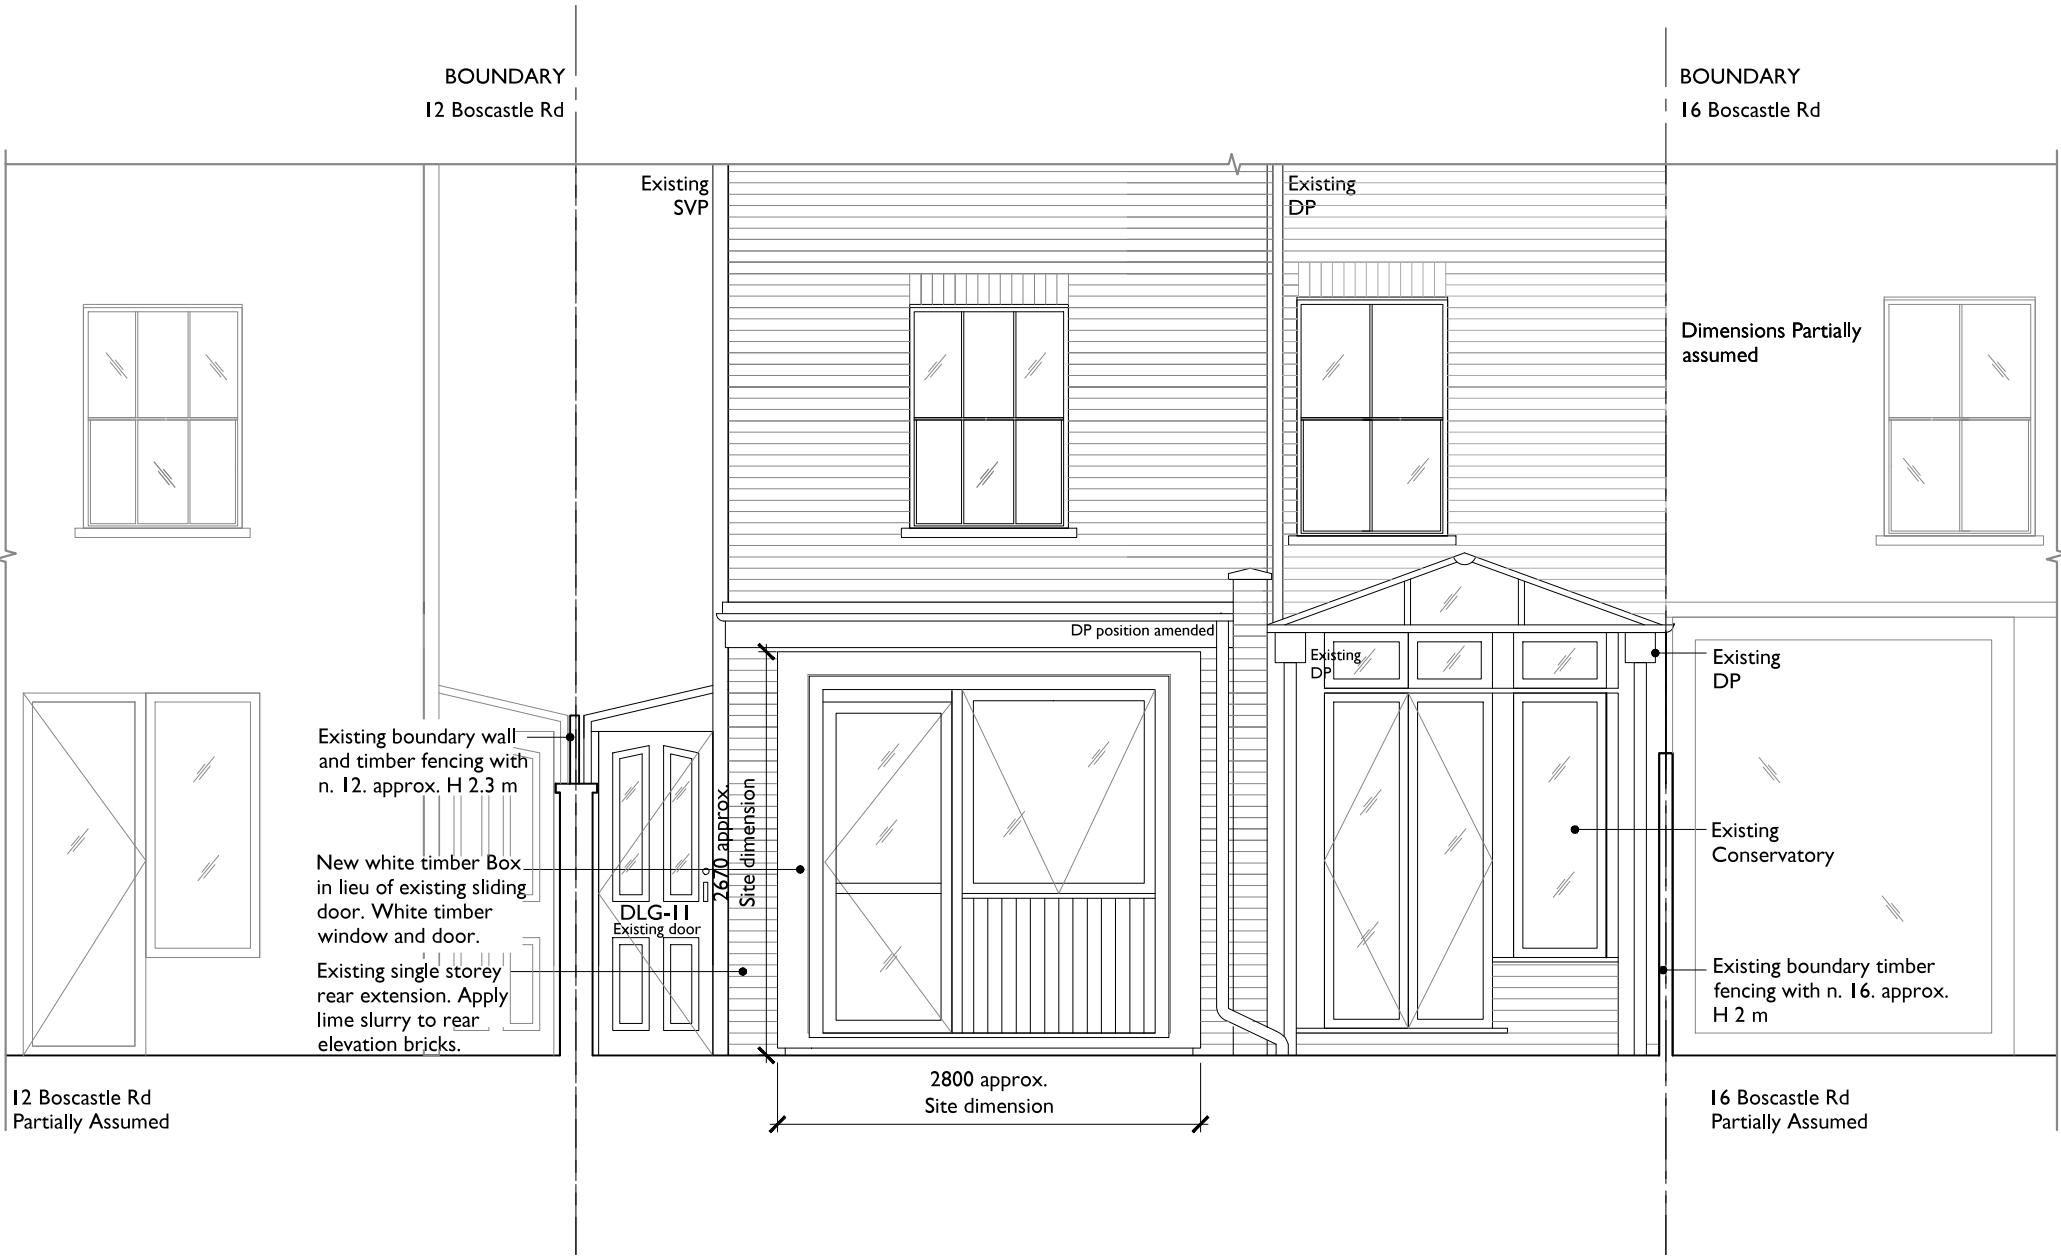 BOUNDARY
12 Boscastle Rd
BOUNDARY
16 Boscastle Rd
Existing
SVP
Existing
DP
Dimensions Partially
assumed
DP position amended
Existing
DP
Existing
DP
Existing boundary wall
and timber fencing with
n. 12. approx. H 2.3 m
2670 approx.
Site dimension
Existing
Conservatory
New white timber Box
in lieu of existing sliding
door. White timber
window and door.
DLG-11
Existing door
Existing single storey
rear extension. Apply
lime slurry to rear
elevation bricks.
Existing boundary timber
fencing with n. 16. approx.
H 2 m
2800 approx.
Site dimension
12 Boscastle Rd
Partially Assumed
16 Boscastle Rd
Partially Assumed